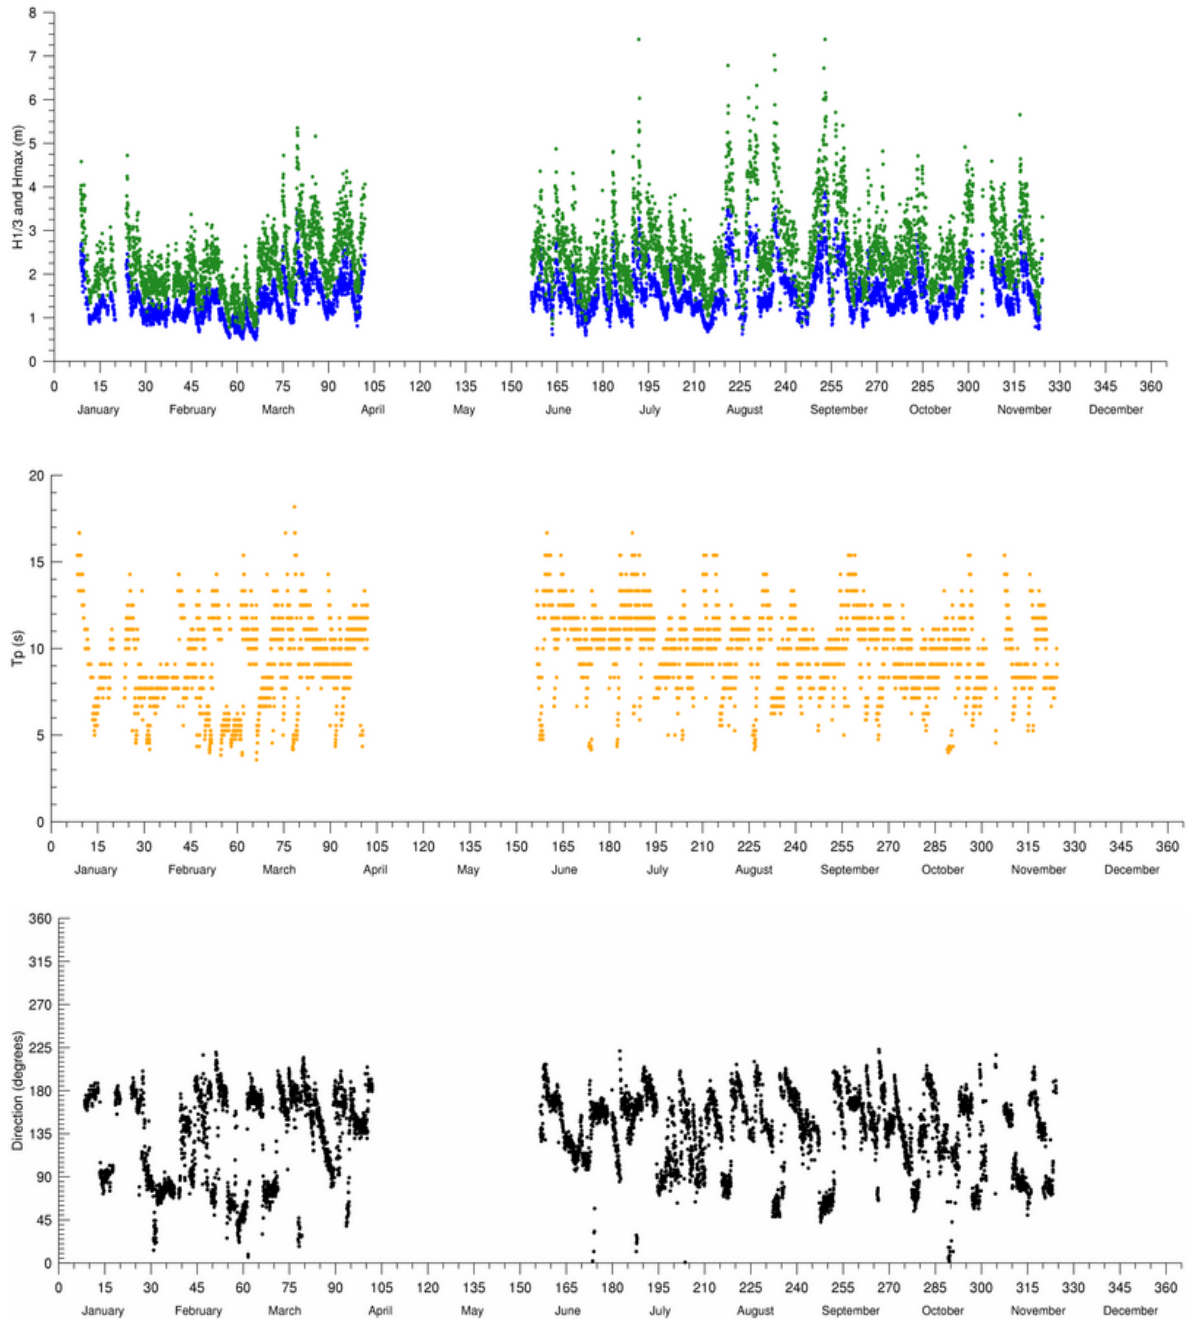 H1/3 and Hmax (m)
8
7
6
5
4
3
2
1
0
0 15 30 45 60 75 90 105 120 135 150 165 180 195 210 225 240 255 270 285 300 315 330 345 360
January February March April May June July August September October November December
Tp (s)
20
15
10
5
0
0 15 30 45 60 75 90 105 120 135 150 165 180 195 210 225 240 255 270 285 300 315 330 345 360
January February March April May June July August September October November December
Direction (degrees)
360
315
270
225
180
135
90
45
0
0 15 30 45 60 75 90 105 120 135 150 165 180 195 210 225 240 255 270 285 300 315 330 345 360
January February March April May June July August September October November December